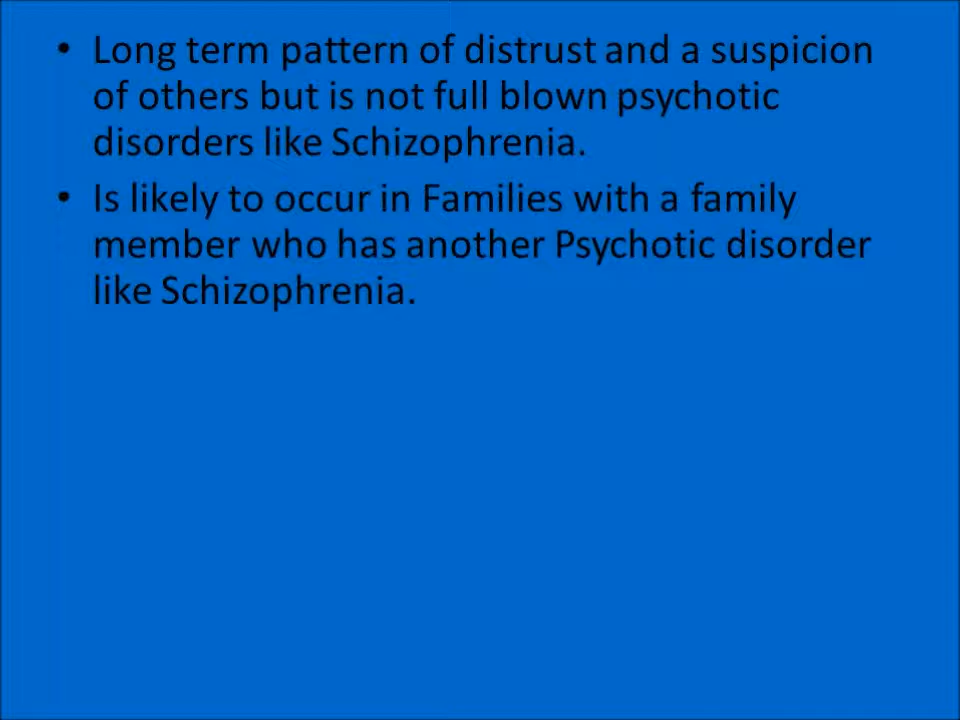 • Long term pattern of distrust and a suspicion
of others but is not full blown psychotic
disorders like Schizophrenia.
• Is likely to occur in Families with a family
member who has another Psychotic disorder
like Schizophrenia.